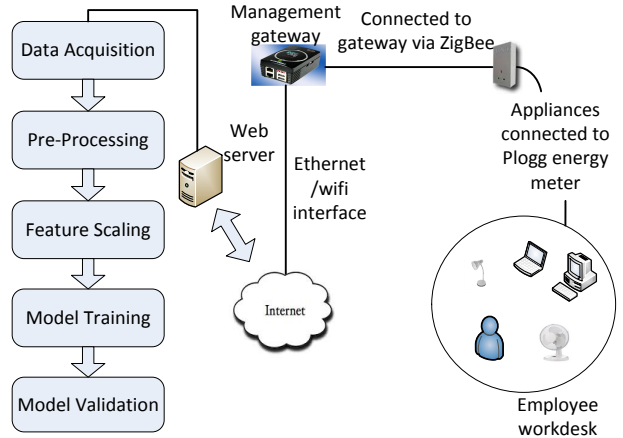 Data Acquisition
Pre-Processing
Feature Scaling
Model Training
Model Validation
Web
server
Management
gateway
Ethernet
/wifi
interface
Internet
Connected to
gateway via ZigBee
Appliances
connected to
Plogg energy
meter
Employee
workdesk